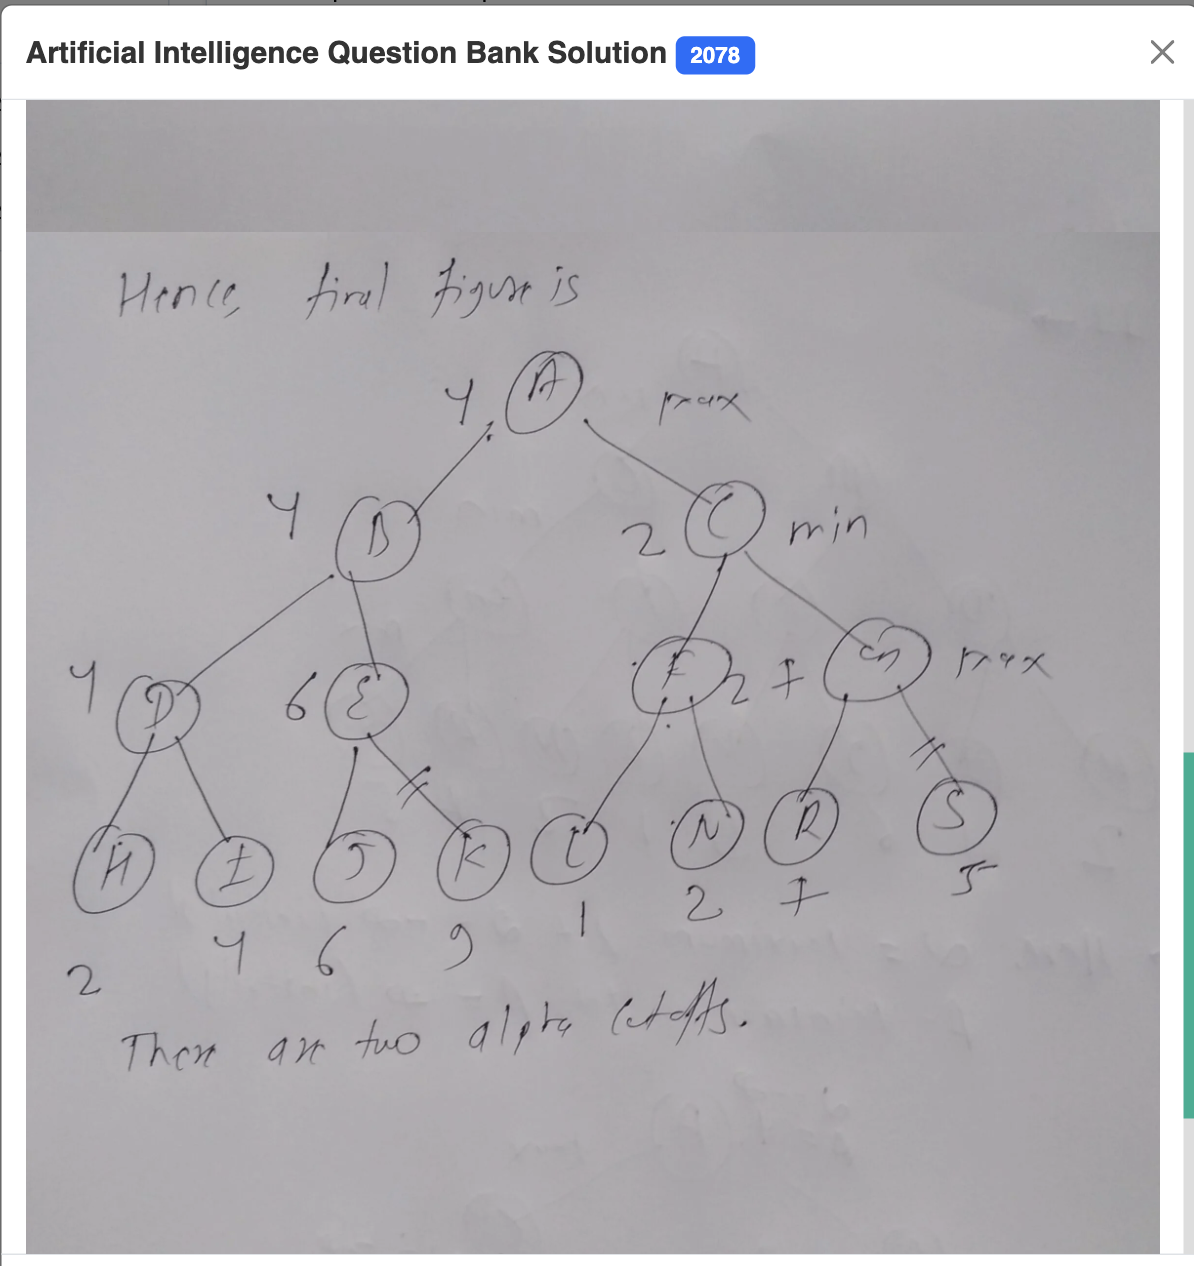 Artificial Intelligence Question Bank Solution 2078
Hence, final figure is
4 A max
4 B 2 C min
4 D 6 E F 2 7 G max
H I J K L N R S
2 4 6 9 1 2 7 5
There are two alpha cutoffs.